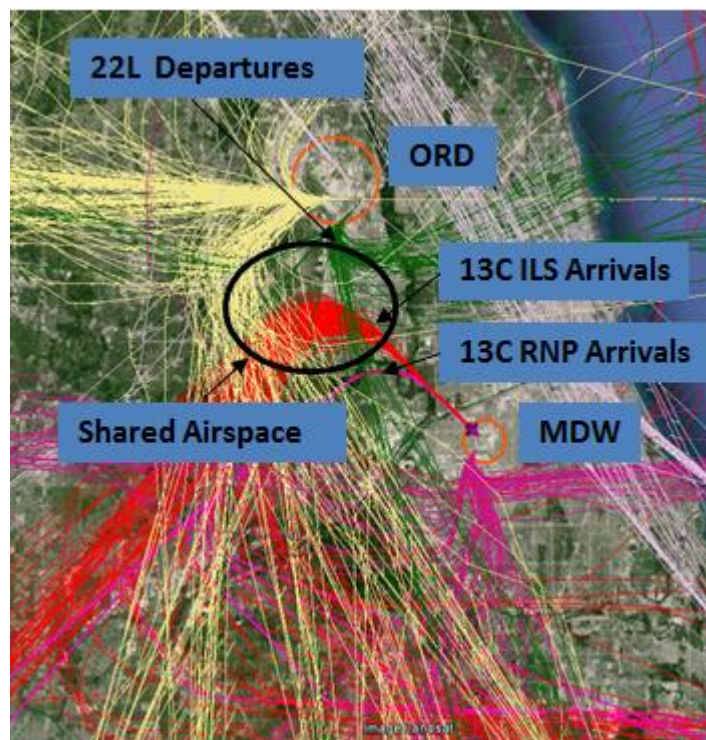 22L Departures
ORD
13C ILS Arrivals
13C RNP Arrivals
Shared Airspace
MDW
Image Landsat